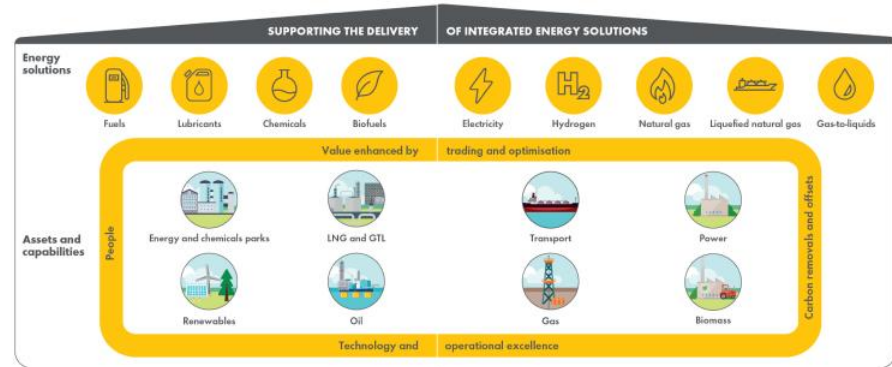 SUPPORTING THE DELIVERY OF INTEGRATED ENERGY SOLUTIONS
Energy
solutions
H2
Fuels Lubricants Chemicals Biofuels Electricity Hydrogen Natural gas Liquefied natural gas Gas-to-liquids
Value enhanced by trading and optimisation
Assets and
capabilities
People
Energy and chemicals parks LNG and GTL Transport Power
Renewables Oil Gas Biomass
Carbon removals and offsets
Technology and operational excellence